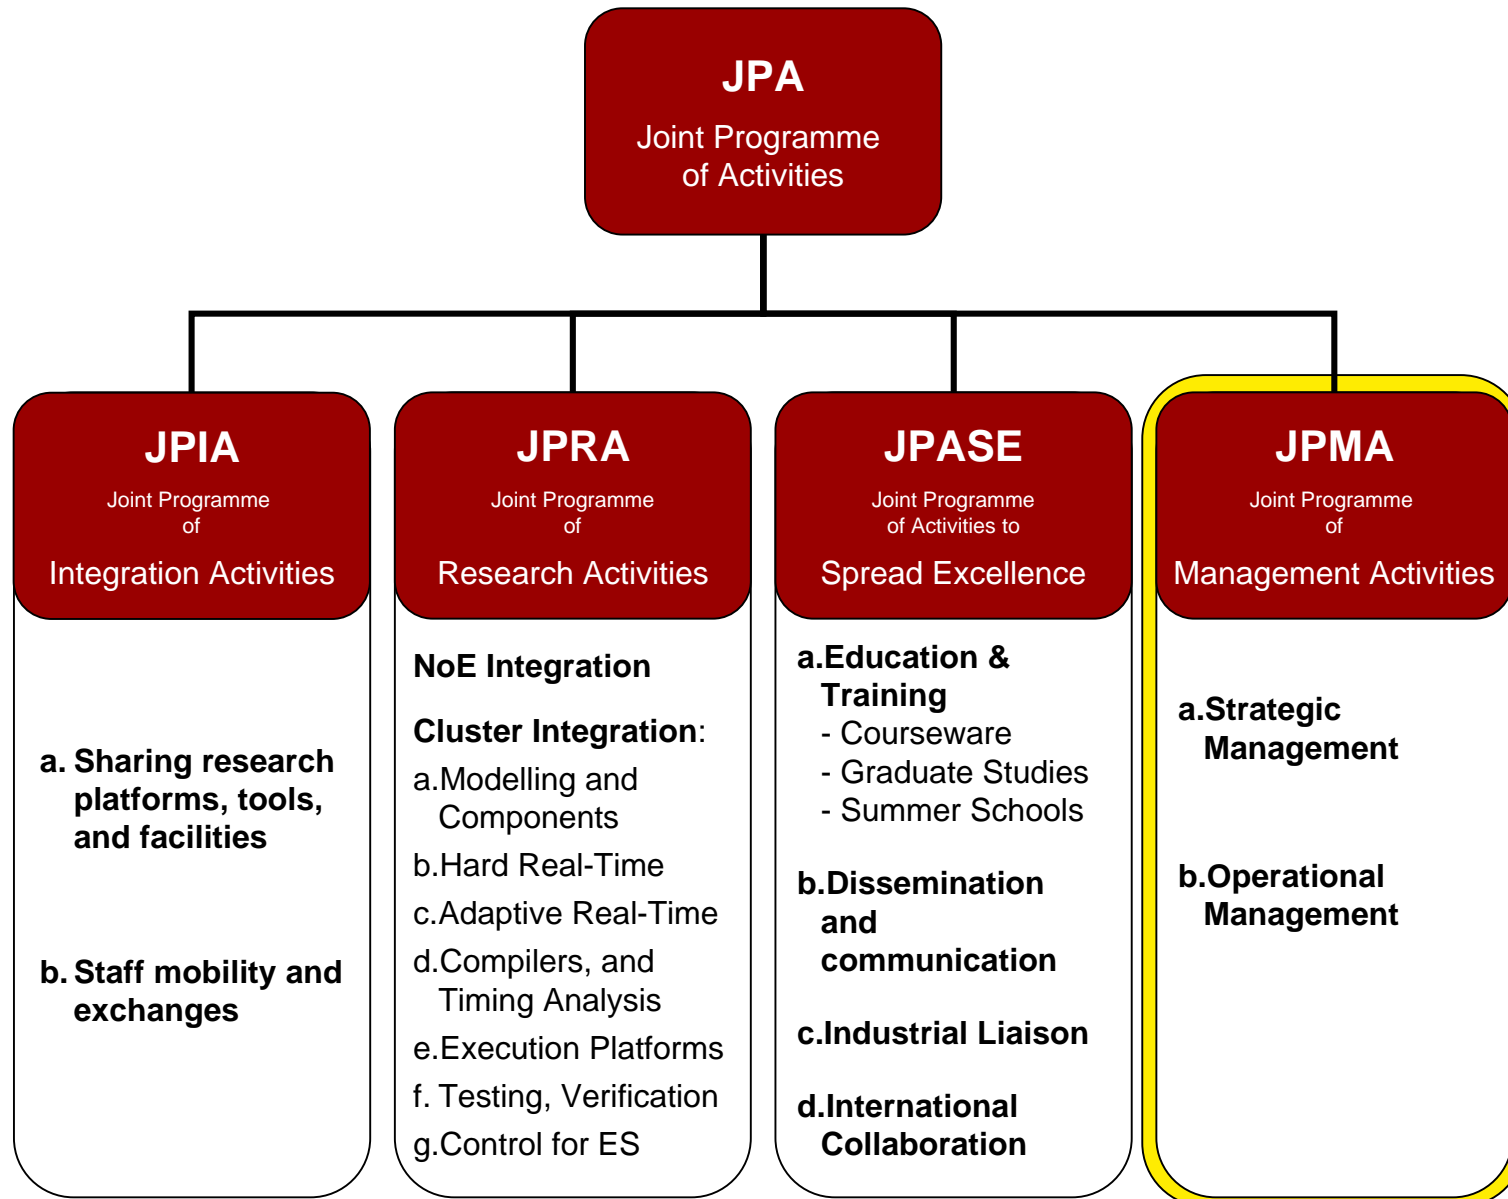 JPA
Joint Programme
of Activities
JPIA
Joint Programme
of
Integration Activities
a. Sharing research
platforms, tools,
and facilities
b. Staff mobility and
exchanges
JPRA
Joint Programme
of
Research Activities
NoE Integration
Cluster Integration:
a.Modelling and
Components
b.Hard Real-Time
c.Adaptive Real-Time
d.Compilers, and
Timing Analysis
e.Execution Platforms
f. Testing, Verification
g.Control for ES
JPASE
Joint Programme
of Activities to
Spread Excellence
a.Education &
Training
- Courseware
- Graduate Studies
- Summer Schools
b.Dissemination
and
communication
c.Industrial Liaison
d.International
Collaboration
JPMA
Joint Programme
of
Management Activities
a.Strategic
Management
b.Operational
Management